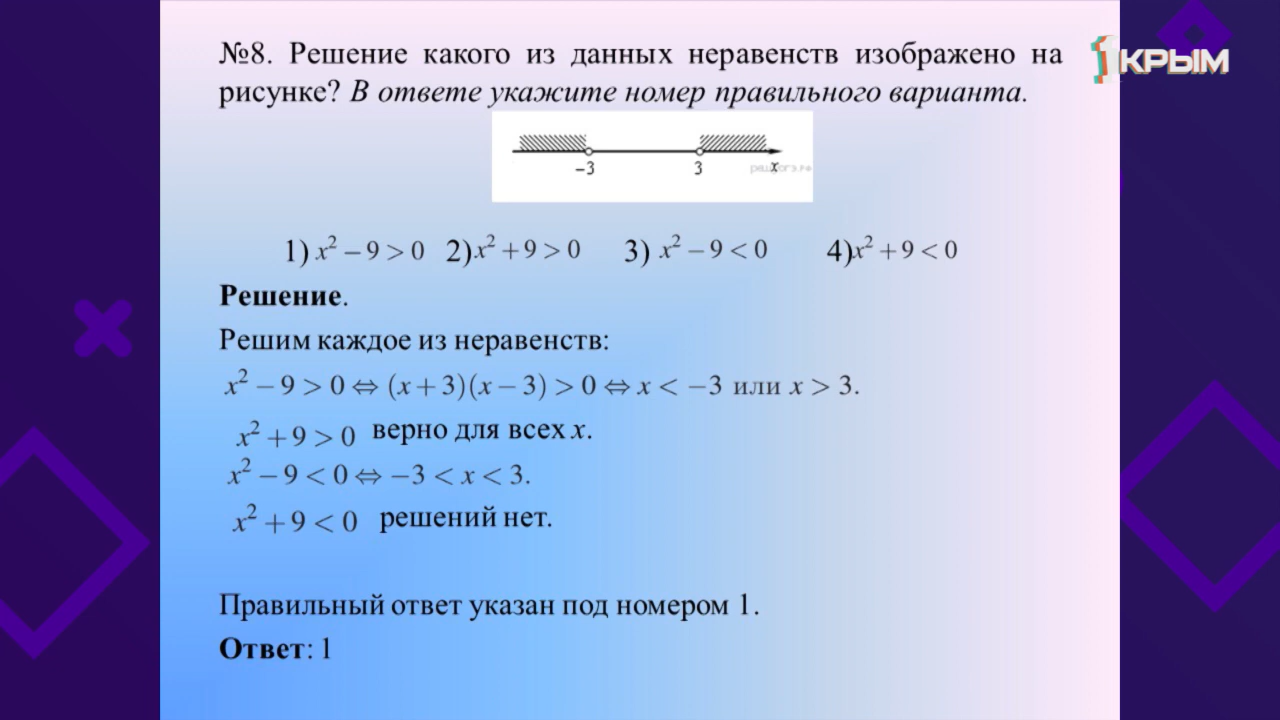 №8. Решение какого из данных неравенств изображено на
рисунке? В ответе укажите номер правильного варианта.
1КРЫМ
−3 3 x
1) x² − 9 > 0 2) x² + 9 > 0 3) x² − 9 < 0 4) x² + 9 < 0
Решение.
Решим каждое из неравенств:
x² − 9 > 0 ⇔ (x + 3)(x − 3) > 0 ⇔ x < −3 или x > 3.
x² + 9 > 0 верно для всех x.
x² − 9 < 0 ⇔ −3 < x < 3.
x² + 9 < 0 решений нет.
Правильный ответ указан под номером 1.
Ответ: 1